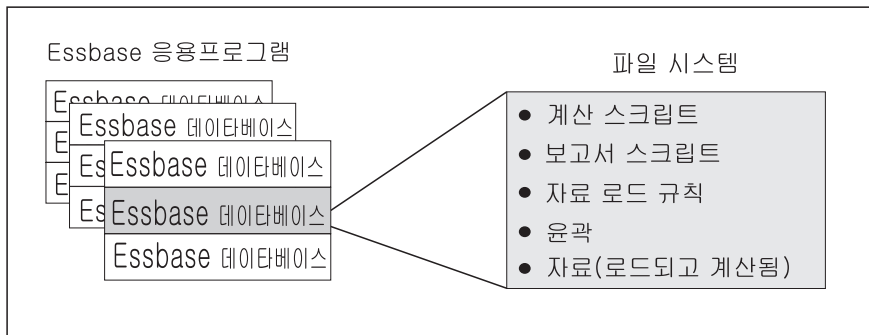 Essbase 응용프로그램
파일 시스템
Essbase 데이타베이스
Essbase 데이타베이스
Essbase 데이타베이스
Essbase 데이타베이스
Essbase 데이타베이스
● 계산 스크립트
● 보고서 스크립트
● 자료 로드 규칙
● 윤곽
● 자료(로드되고 계산됨)